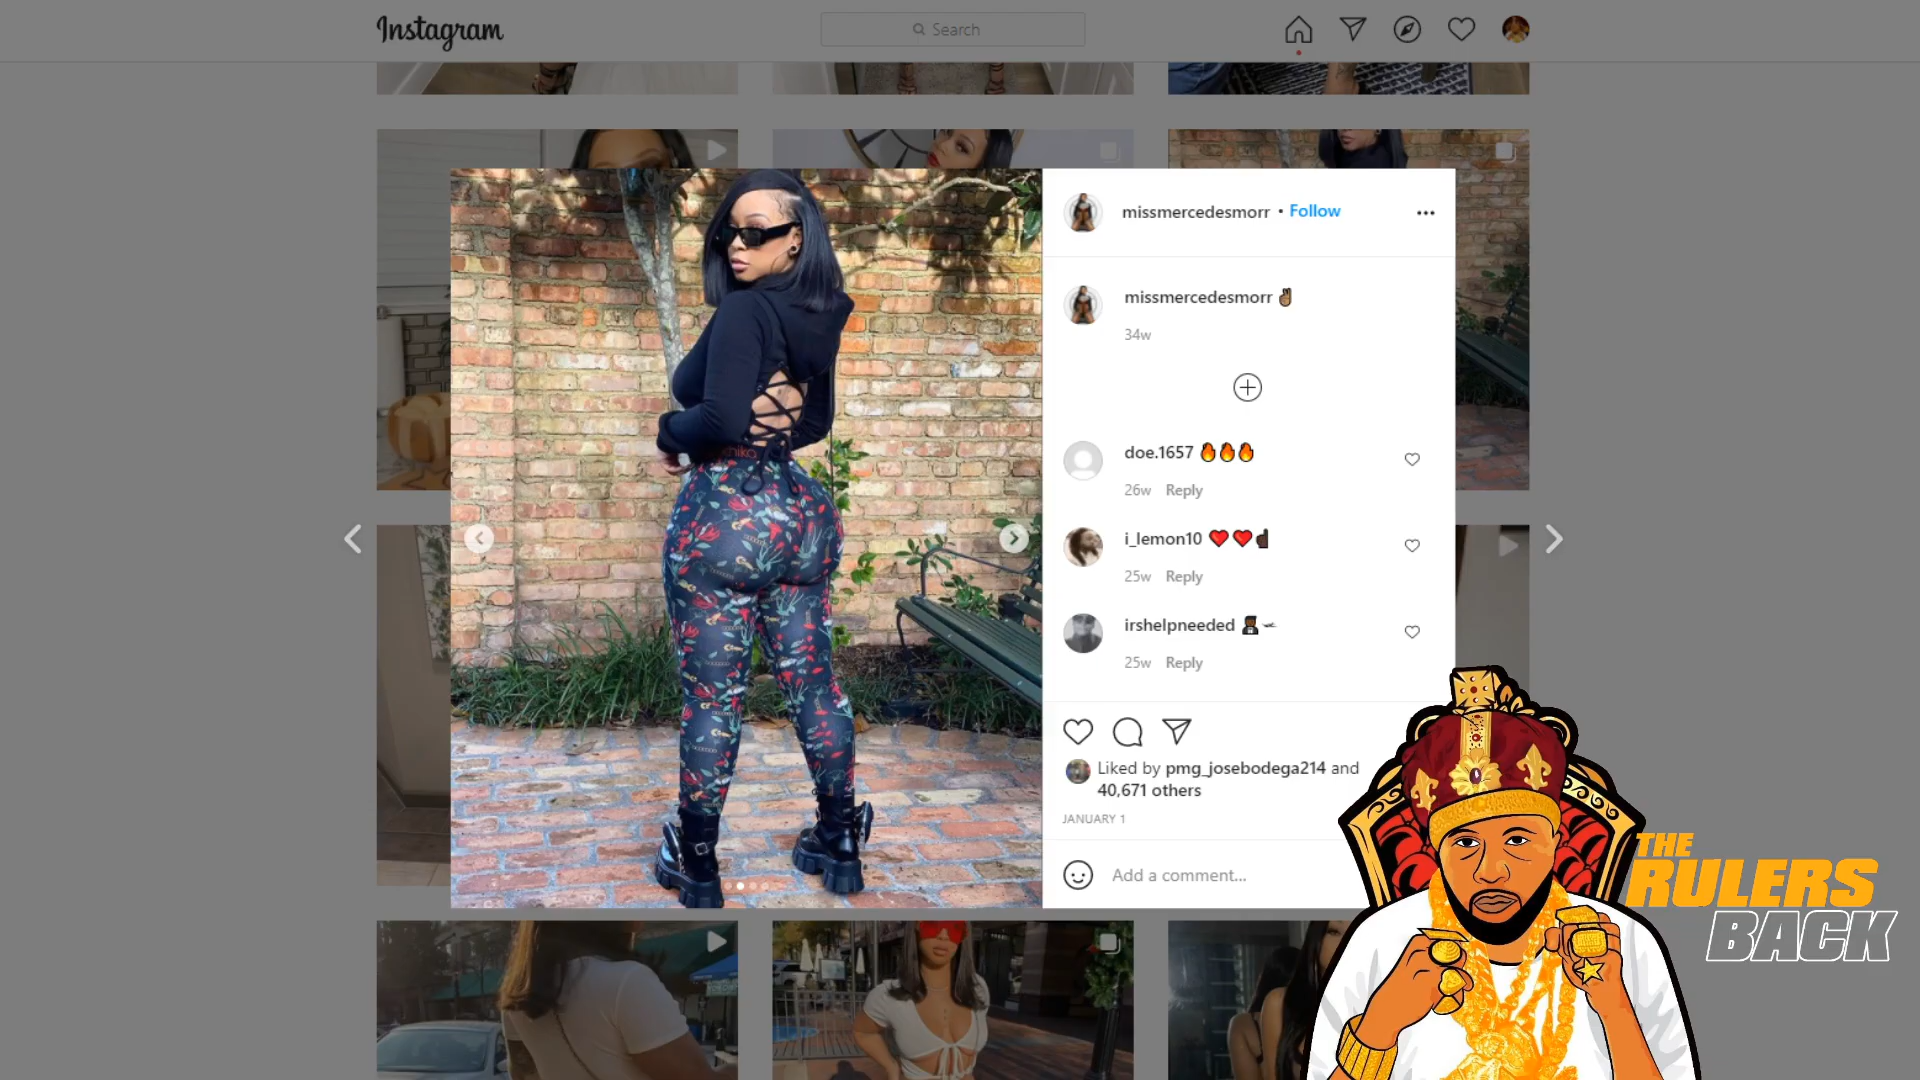 Instagram
Search
missmercedesmorr • Follow
missmercedesmorr ✌🏾
34w
doe.1657 🔥🔥🔥
26w Reply
i_lemon10 ❤️❤️☝🏿
25w Reply
irshelpneeded
25w Reply
Liked by pmg_josebodega214 and
40,671 others
JANUARY 1
Add a comment...
THE
RULERS
BACK